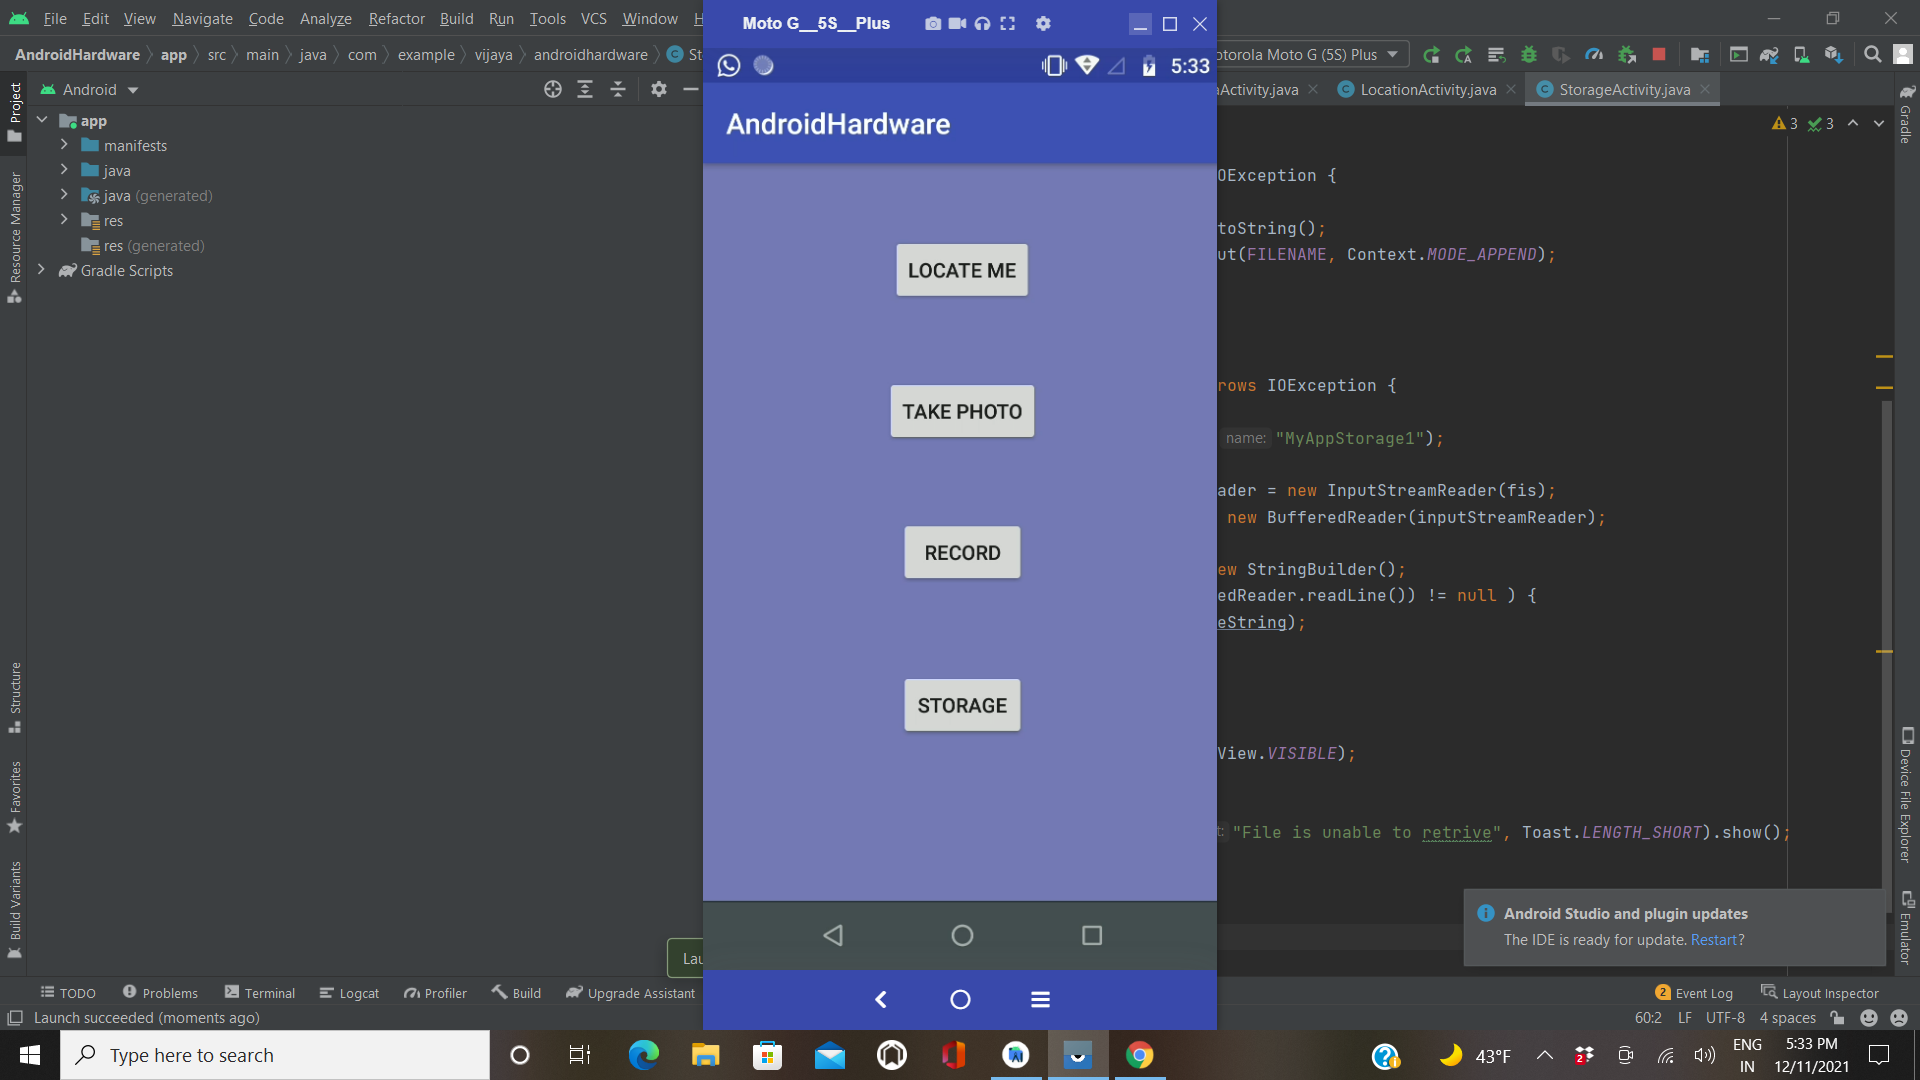 File Edit View Navigate Code Analyze Refactor Build Run Tools VCS Window H
AndroidHardware app src main java com example vijaya androidhardware St
otorola Moto G (5S) Plus
Android
Activity.java LocationActivity.java StorageActivity.java
app
manifests
java
java (generated)
res
res (generated)
Gradle Scripts
Project
Resource Manager
Structure
Favorites
Build Variants
Moto G__5S__Plus
5:33
AndroidHardware
LOCATE ME
TAKE PHOTO
RECORD
STORAGE
3 3
OException {
toString();
ut(FILENAME, Context.MODE_APPEND);
rows IOException {
name: "MyAppStorage1");
ader = new InputStreamReader(fis);
new BufferedReader(inputStreamReader);
ew StringBuilder();
edReader.readLine()) != null ) {
eString);
View.VISIBLE);
t: "File is unable to retrive", Toast.LENGTH_SHORT).show();
Gradle
Device File Explorer
Emulator
Android Studio and plugin updates
The IDE is ready for update. Restart?
Lau
TODO Problems Terminal Logcat Profiler Build Upgrade Assistant
2 Event Log Layout Inspector
Launch succeeded (moments ago)
60:2 LF UTF-8 4 spaces
Type here to search
43°F
2
ENG
IN
5:33 PM
12/11/2021